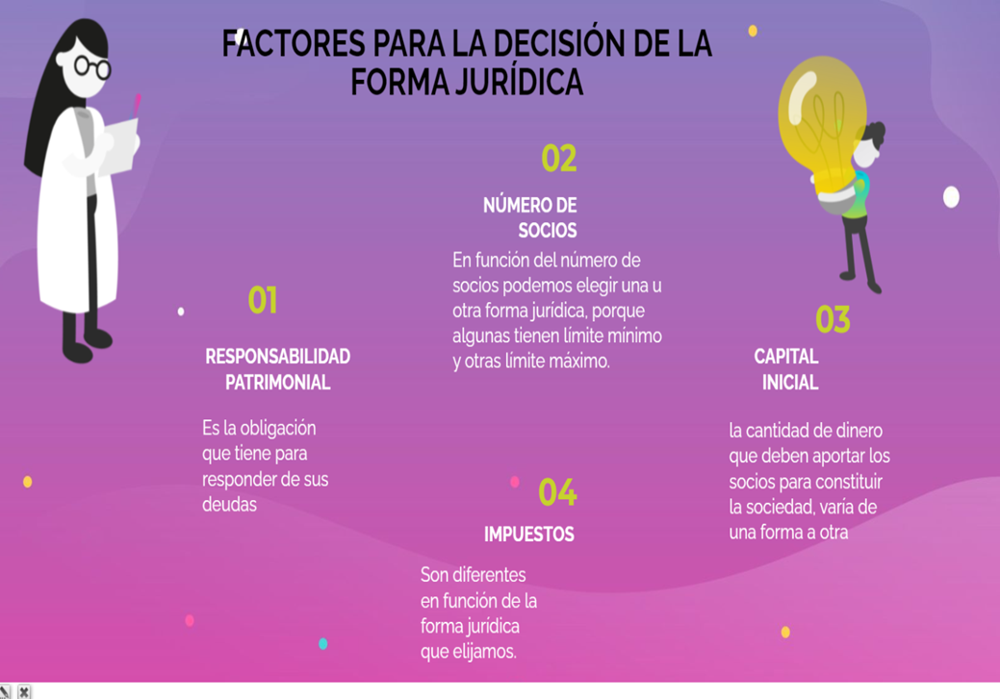 FACTORES PARA LA DECISIÓN DE LA
FORMA JURÍDICA
01
RESPONSABILIDAD
PATRIMONIAL
Es la obligación
que tiene para
responder de sus
deudas
02
NÚMERO DE
SOCIOS
En función del número de
socios podemos elegir una u
otra forma jurídica, porque
algunas tienen límite mínimo
y otras límite máximo.
03
CAPITAL
INICIAL
la cantidad de dinero
que deben aportar los
socios para constituir
la sociedad, varía de
una forma a otra
04
IMPUESTOS
Son diferentes
en función de la
forma jurídica
que elijamos.